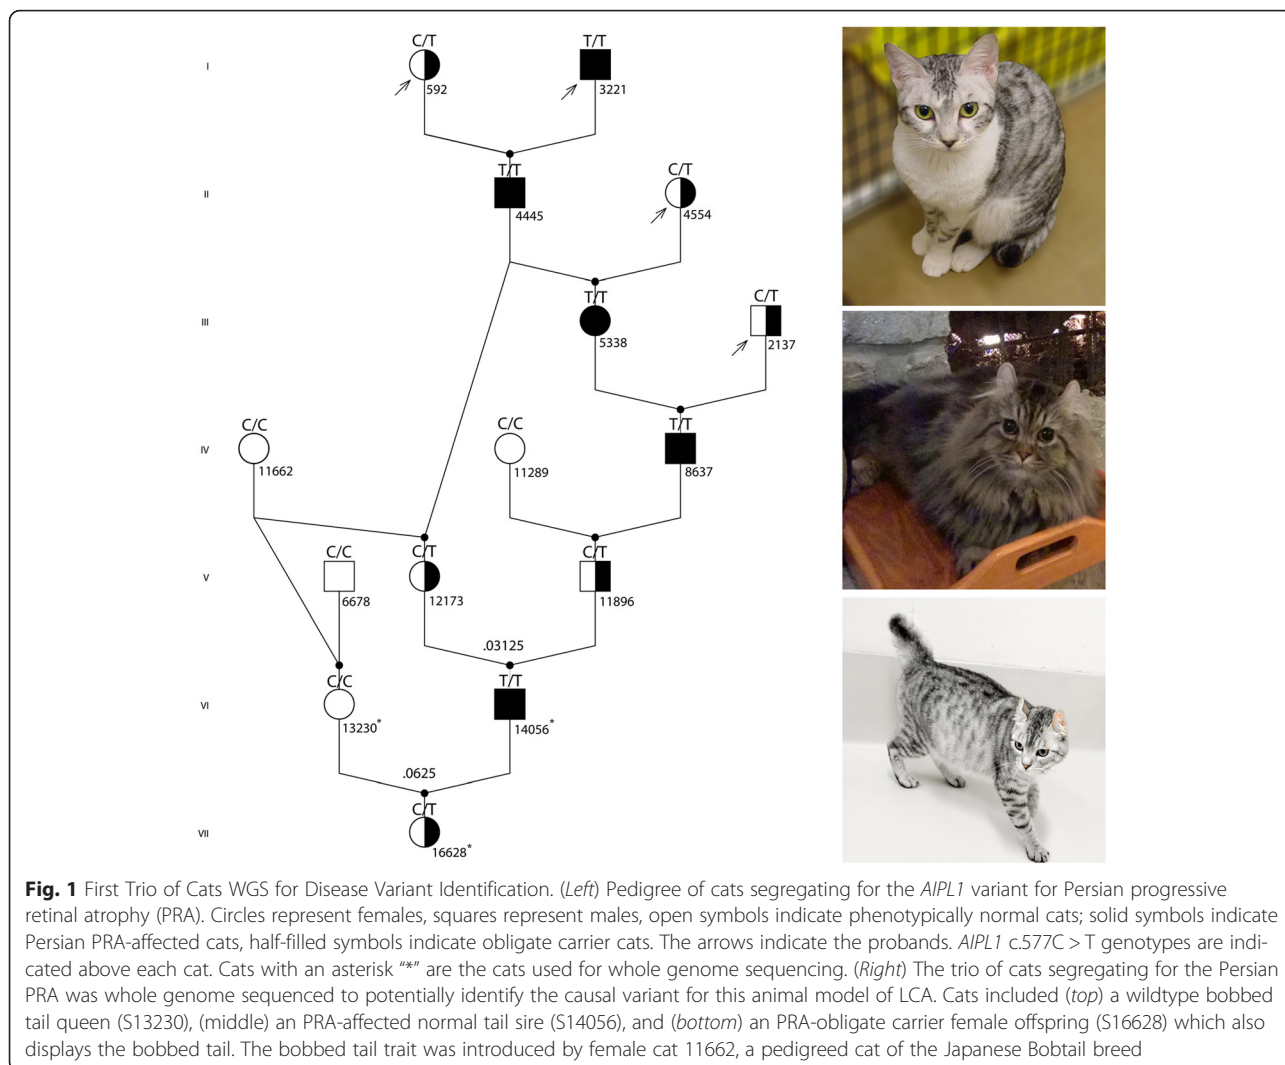 C/T T/T
I
592 3221
T/T C/T
II
4445 4554
T/T C/T
III
5338 2137
C/C C/C T/T
IV
11662 11289 8637
C/C C/T C/T
V
6678 12173 11896
.03125
C/C T/T
VI
13230* 14056*
.0625
C/T
VII
16628*
Fig. 1 First Trio of Cats WGS for Disease Variant Identification. (Left) Pedigree of cats segregating for the AIPL1 variant for Persian progressive
retinal atrophy (PRA). Circles represent females, squares represent males, open symbols indicate phenotypically normal cats; solid symbols indicate
Persian PRA-affected cats, half-filled symbols indicate obligate carrier cats. The arrows indicate the probands. AIPL1 c.577C > T genotypes are indi-
cated above each cat. Cats with an asterisk “*” are the cats used for whole genome sequencing. (Right) The trio of cats segregating for the Persian
PRA was whole genome sequenced to potentially identify the causal variant for this animal model of LCA. Cats included (top) a wildtype bobbed
tail queen (S13230), (middle) an PRA-affected normal tail sire (S14056), and (bottom) an PRA-obligate carrier female offspring (S16628) which also
displays the bobbed tail. The bobbed tail trait was introduced by female cat 11662, a pedigreed cat of the Japanese Bobtail breed